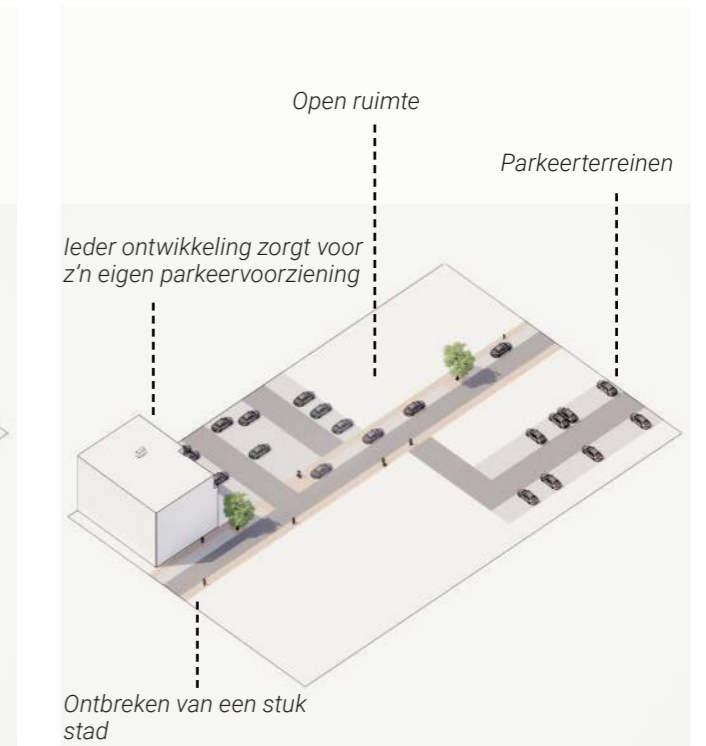 Open ruimte
Parkeerterreinen
Ieder ontwikkeling zorgt voor
z'n eigen parkeervoorziening
Ontbreken van een stuk
stad